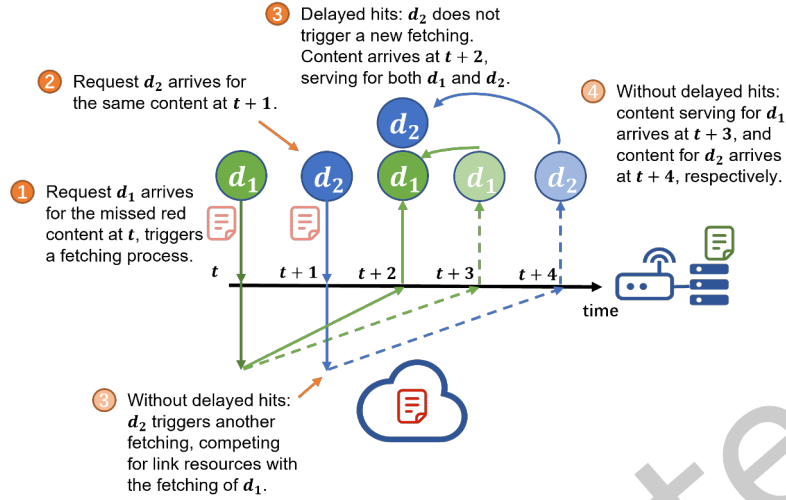 3 Delayed hits: d₂ does not
trigger a new fetching.
Content arrives at t + 2,
serving for both d₁ and d₂.
2 Request d₂ arrives for
the same content at t + 1.
4 Without delayed hits:
content serving for d₁
arrives at t + 3, and
content for d₂ arrives
at t + 4, respectively.
1 Request d₁ arrives
for the missed red
content at t, triggers
a fetching process.
d₂
d₁ d₂ d₁ d₁ d₂
t t + 1 t + 2 t + 3 t + 4
time
3 Without delayed hits:
d₂ triggers another
fetching, competing
for link resources with
the fetching of d₁.
te